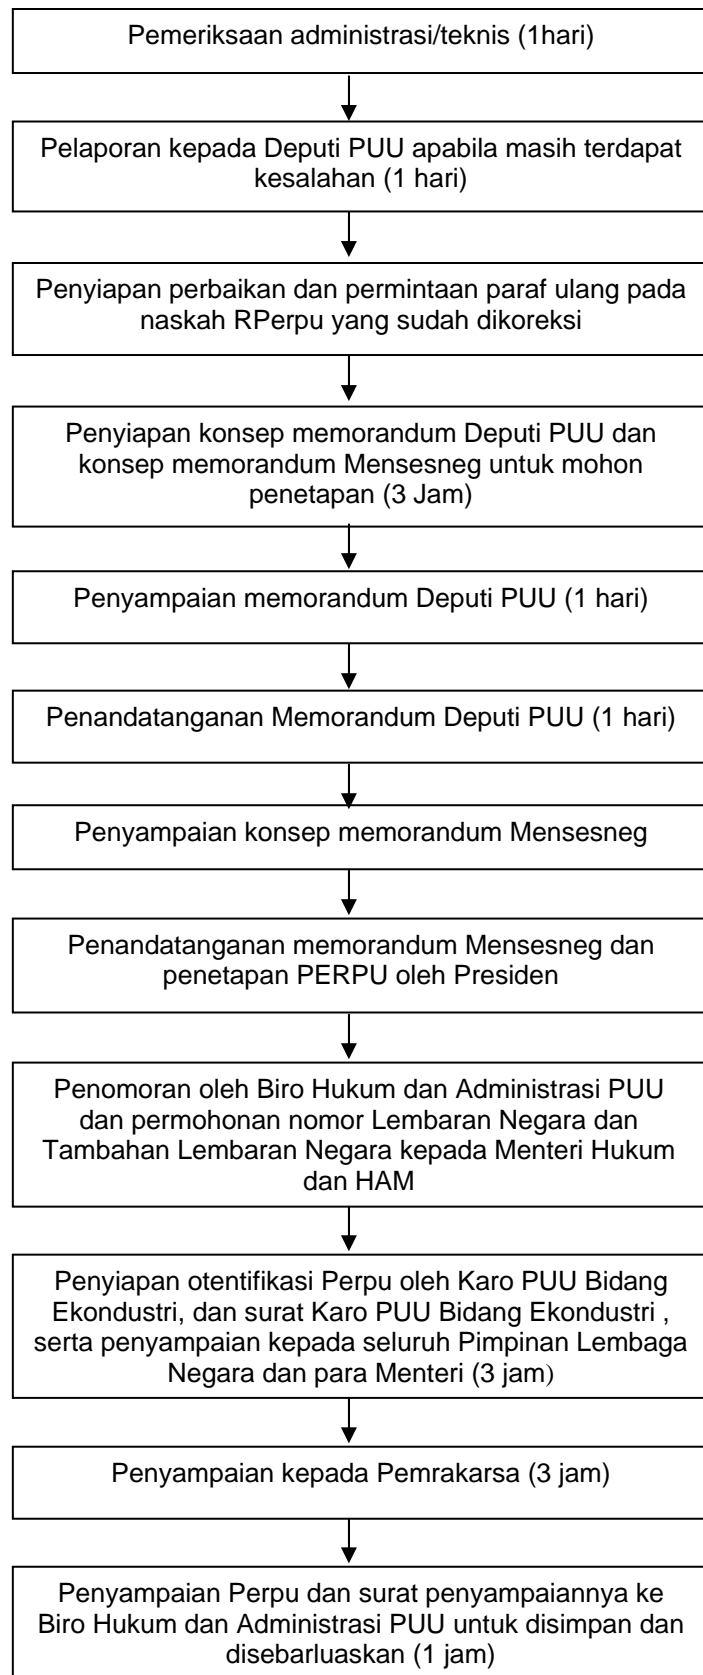 Pemeriksaan administrasi/teknis (1hari)
Pelaporan kepada Deputi PUU apabila masih terdapat
kesalahan (1 hari)
Penyiapan perbaikan dan permintaan paraf ulang pada
naskah RPerpu yang sudah dikoreksi
Penyiapan konsep memorandum Deputi PUU dan
konsep memorandum Mensesneg untuk mohon
penetapan (3 Jam)
Penyampaian memorandum Deputi PUU (1 hari)
Penandatanganan Memorandum Deputi PUU (1 hari)
Penyampaian konsep memorandum Mensesneg
Penandatanganan memorandum Mensesneg dan
penetapan PERPU oleh Presiden
Penomoran oleh Biro Hukum dan Administrasi PUU
dan permohonan nomor Lembaran Negara dan
Tambahan Lembaran Negara kepada Menteri Hukum
dan HAM
Penyiapan otentifikasi Perpu oleh Karo PUU Bidang
Ekondustri, dan surat Karo PUU Bidang Ekondustri ,
serta penyampaian kepada seluruh Pimpinan Lembaga
Negara dan para Menteri (3 jam)
Penyampaian kepada Pemrakarsa (3 jam)
Penyampaian Perpu dan surat penyampaiannya ke
Biro Hukum dan Administrasi PUU untuk disimpan dan
disebarluaskan (1 jam)